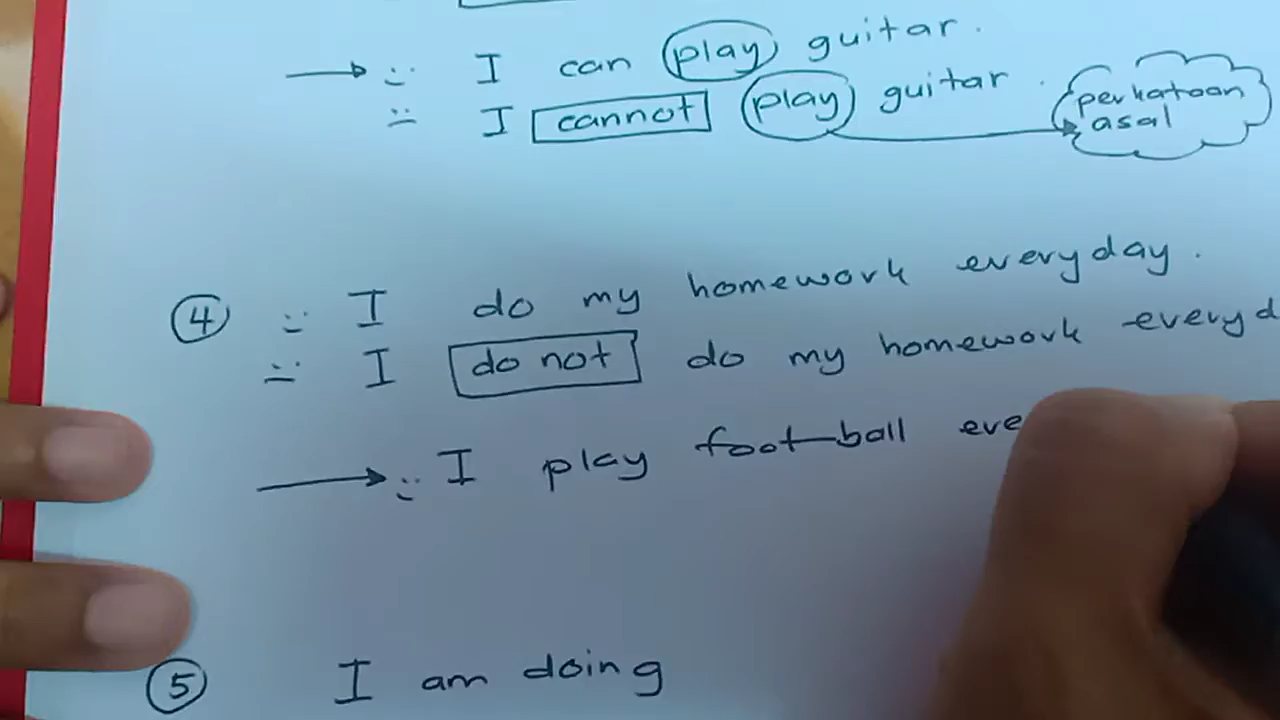 I can play guitar.
I cannot play guitar.
perkataan
asal
4 I do my homework everyday.
I do not do my homework everyd
I play football eve
5 I am doing